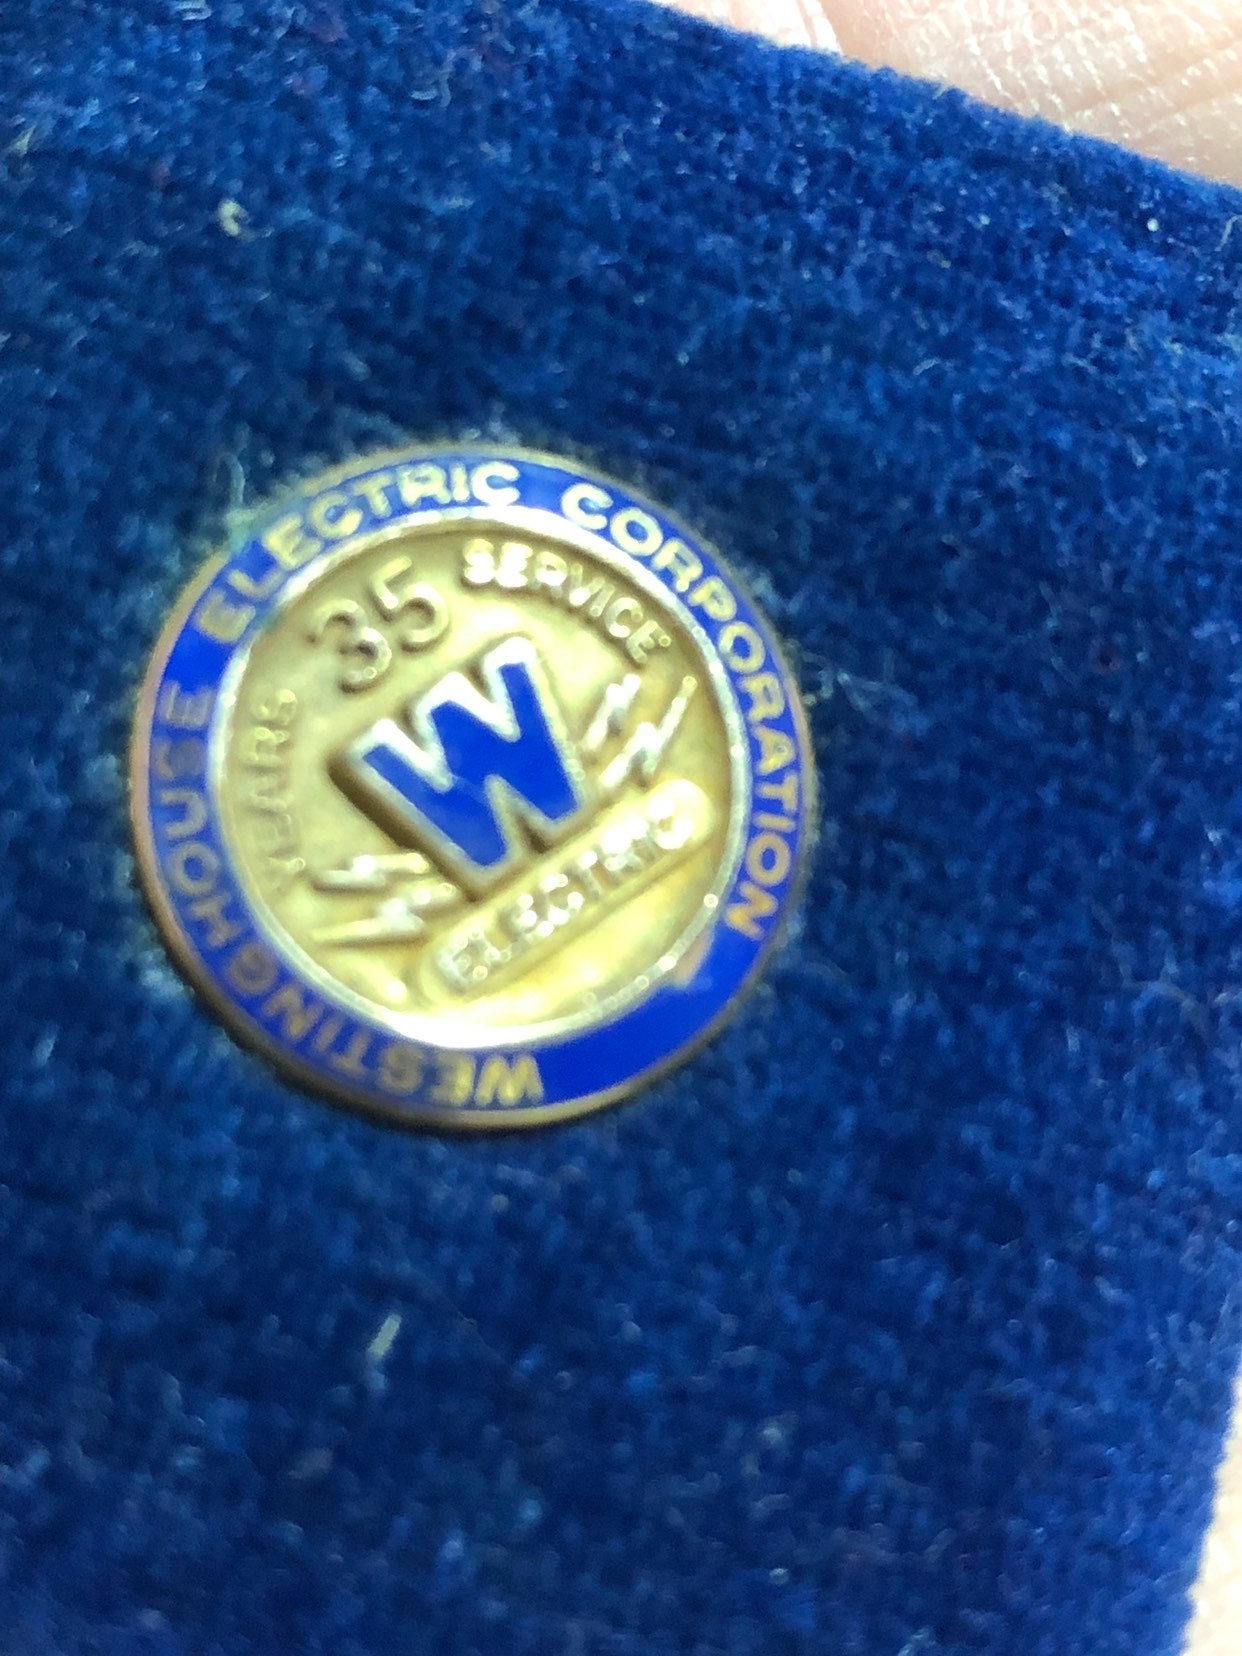 WESTINGHOUSE ELECTRIC CORPORATION
YEARS 35 SERVICE
W
ELECTRIC